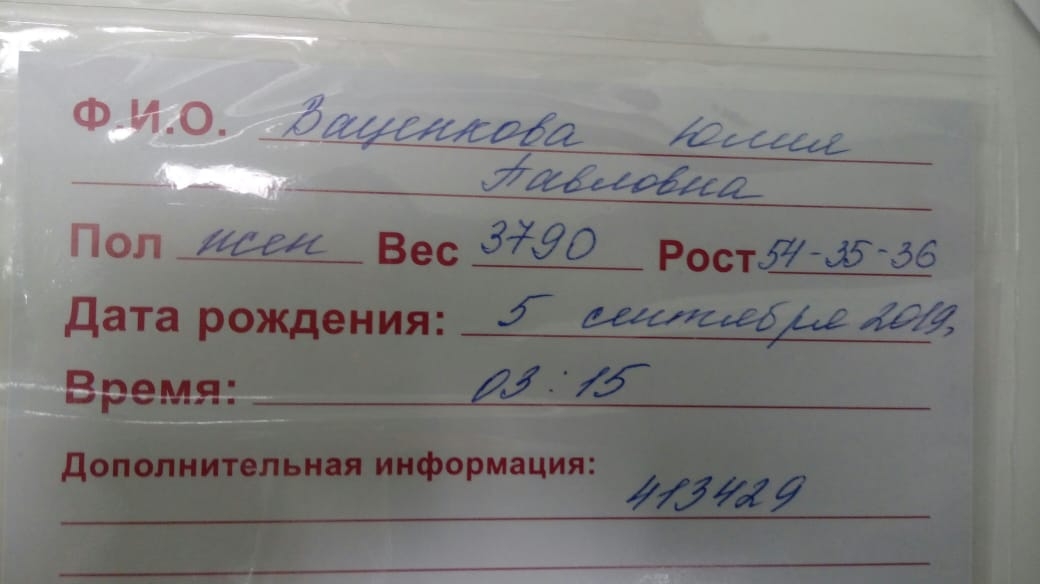 Ф.И.О. Ваценкова Юлия
Павловна
Пол жен Вес 3790 Рост 54-35-36
Дата рождения: 5 сентября 2019,
Время: 03:15
Дополнительная информация:
413429